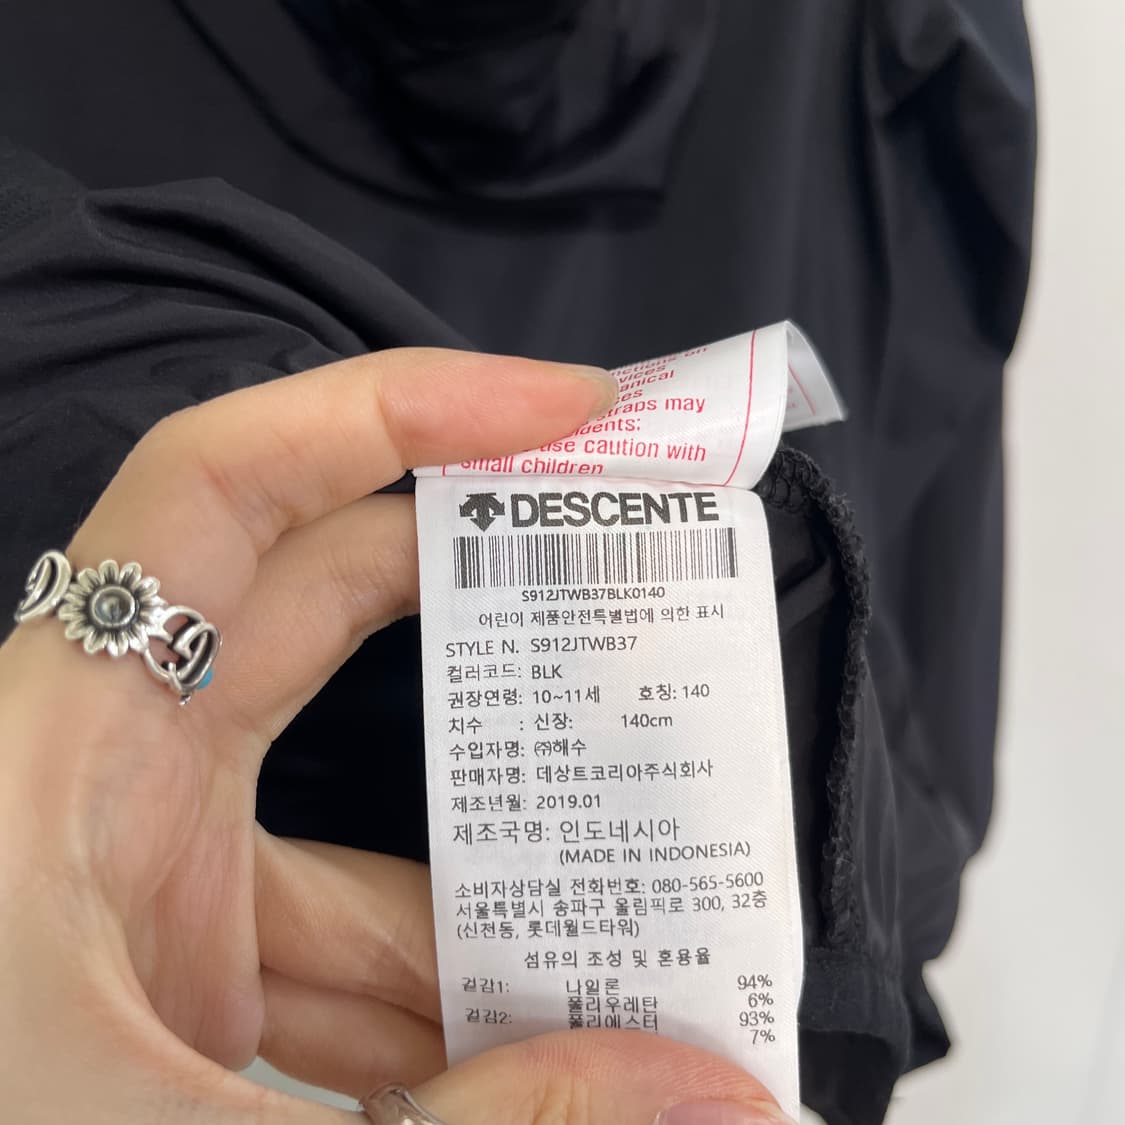 nctions on
vices
anical
ces
straps may
idents;
use caution with
small children
DESCENTE
S912JTWB37BLK0140
어린이 제품안전특별법에 의한 표시
STYLE N. S912JTWB37
컬러코드: BLK
권장연령: 10~11세 호칭: 140
치수 : 신장: 140cm
수입자명: ㈜해수
판매자명: 데상트코리아주식회사
제조년월: 2019.01
제조국명: 인도네시아
(MADE IN INDONESIA)
소비자상담실 전화번호: 080-565-5600
서울특별시 송파구 올림픽로 300, 32층
(신천동, 롯데월드타워)
섬유의 조성 및 혼용율
겉감1: 나일론 94%
폴리우레탄 6%
겉감2: 폴리에스터 93%
7%